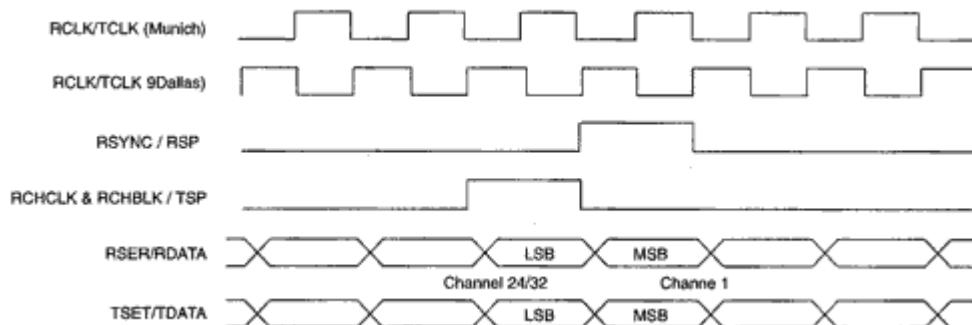 RCLK/TCLK (Munich)
RCLK/TCLK 9Dallas)
RSYNC / RSP
RCHCLK & RCHBLK / TSP
RSER/RDATA
LSB
MSB
Channel 24/32
Channe 1
TSET/TDATA
LSB
MSB